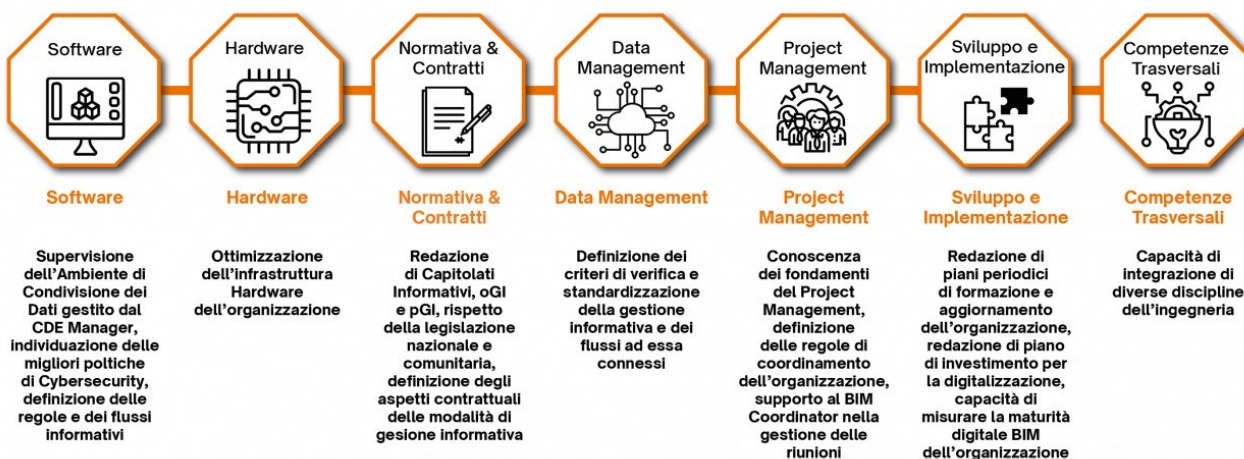 Software
Hardware
Normativa &
Contratti
Data
Management
Project
Management
Sviluppo e
Implementazione
Competenze
Trasversali
Software
Supervisione
dell'Ambiente di
Condivisione dei
Dati gestito dal
CDE Manager,
individuazione delle
migliori poltiche
di Cybersecurity,
definizione delle
regole e dei flussi
informativi
Hardware
Ottimizzazione
dell'infrastruttura
Hardware
dell'organizzazione
Normativa &
Contratti
Redazione
di Capitolati
Informativi, oGI
e pGI, rispetto
della legislazione
nazionale e
comunitaria,
definizione degli
aspetti contrattuali
delle modalità di
gesione informativa
Data Management
Definizione dei
criteri di verifica e
standardizzazione
della gestione
informativa e dei
flussi ad essa
connessi
Project
Management
Conoscenza
dei fondamenti
del Project
Management,
definizione
delle regole di
coordinamento
dell'organizzazione,
supporto al BIM
Coordinator nella
gestione delle
riunioni
Sviluppo e
Implementazione
Redazione di
piani periodici
di formazione e
aggiornamento
dell'organizzazione,
redazione di piano
di investimento per
la digitalizzazione,
capacità di
misurare la maturità
digitale BIM
dell'organizzazione
Competenze
Trasversali
Capacità di
integrazione di
diverse discipline
dell'ingegneria